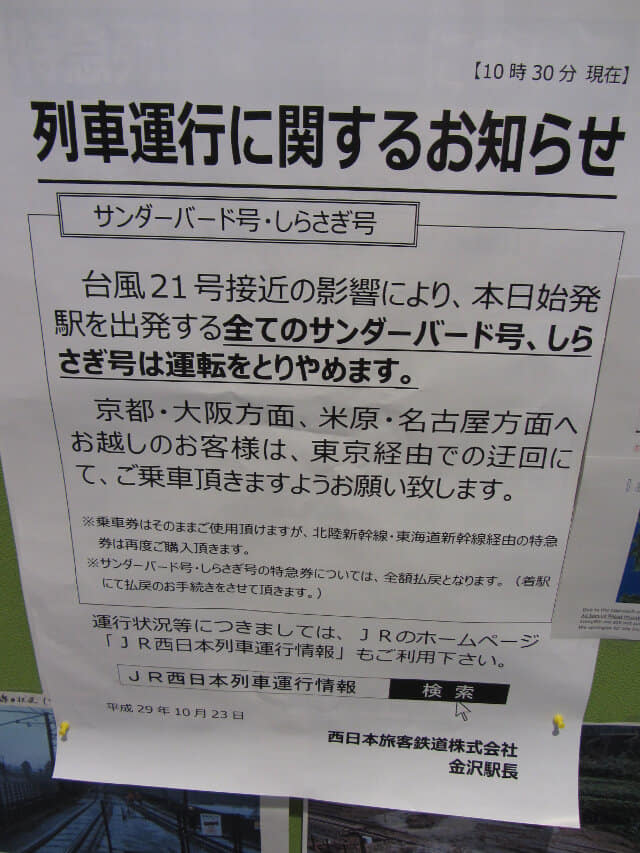 【10時30分 現在】
列車運行に関するお知らせ
サンダーバード号・しらさぎ号
台風21号接近の影響により、本日始発
駅を出発する全てのサンダーバード号、しら
さぎ号は運転をとりやめます。
京都・大阪方面、米原・名古屋方面へ
お越しのお客様は、東京経由での迂回に
て、ご乗車頂きますようお願い致します。
※乗車券はそのままご使用頂けますが、北陸新幹線・東海道新幹線経由の特急
券は再度ご購入頂きます。
※サンダーバード号・しらさぎ号の特急券については、全額払戻となります。（着駅
にて払戻のお手続きをさせて頂きます。）
運行状況等につきましては、ＪＲのホームページ
「ＪＲ西日本列車運行情報」もご利用下さい。
ＪＲ西日本列車運行情報 検索
平成29年10月23日
西日本旅客鉄道株式会社
金沢駅長